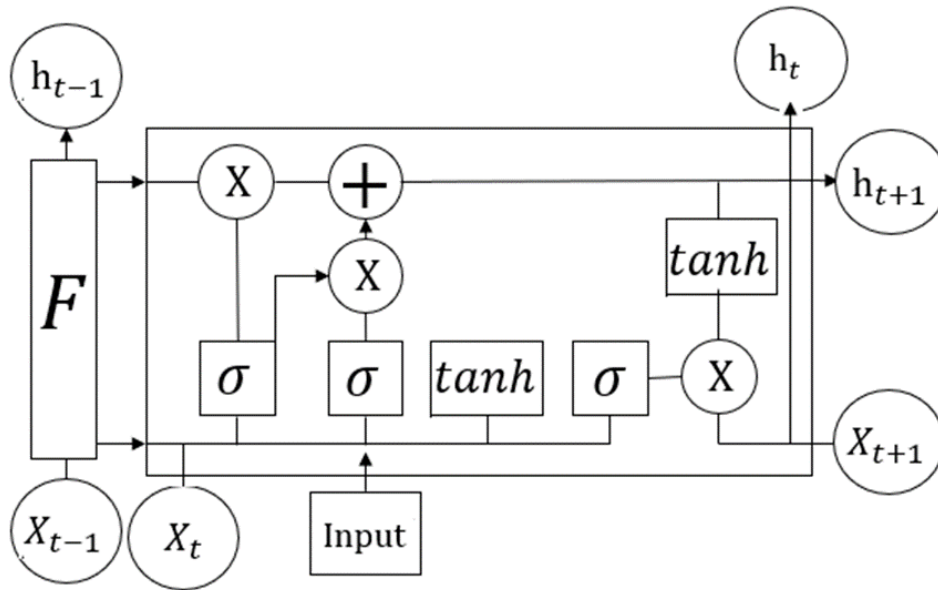 h_{t-1}
h_t
X
+
h_{t+1}
F
X
tanh
σ
σ
tanh
σ
X
X_{t+1}
X_{t-1}
X_t
Input